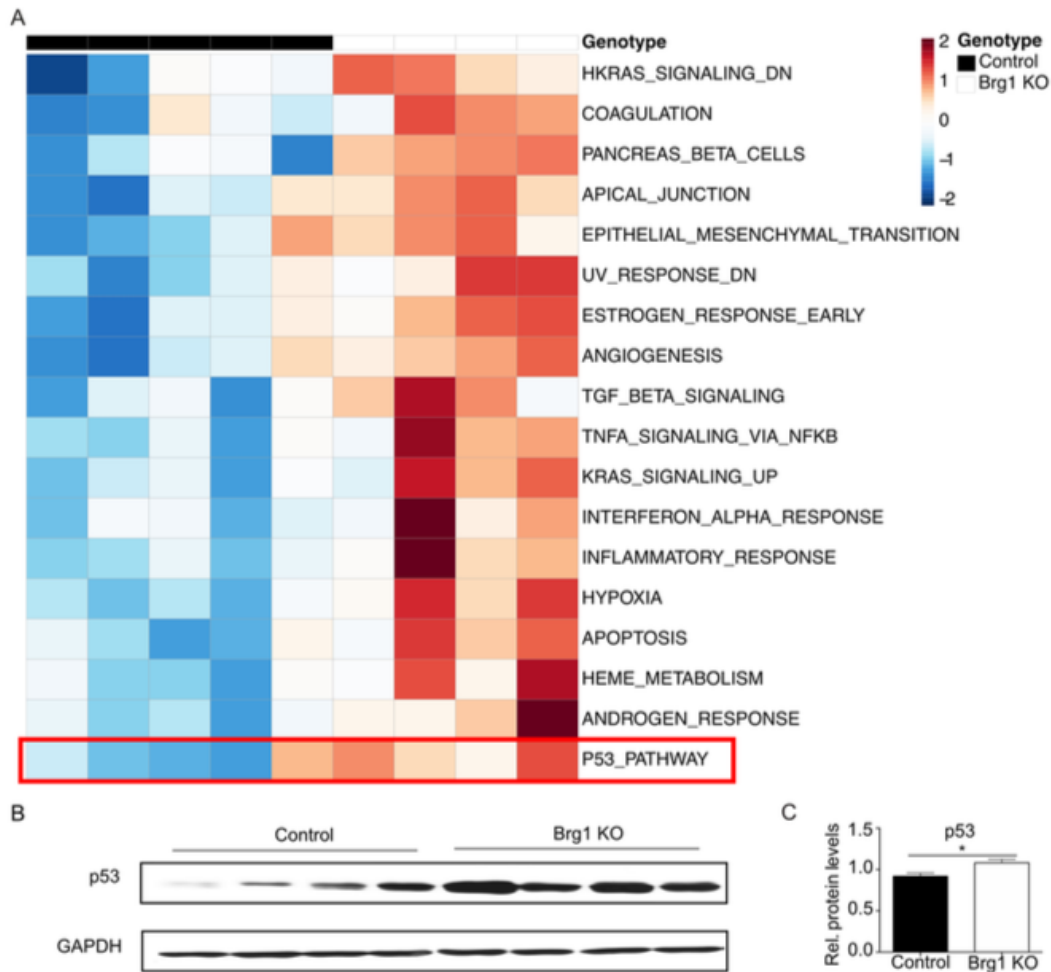 A
Genotype
HKRAS_SIGNALING_DN
COAGULATION
PANCREAS_BETA_CELLS
APICAL_JUNCTION
EPITHELIAL_MESENCHYMAL_TRANSITION
UV_RESPONSE_DN
ESTROGEN_RESPONSE_EARLY
ANGIOGENESIS
TGF_BETA_SIGNALING
TNFA_SIGNALING_VIA_NFKB
KRAS_SIGNALING_UP
INTERFERON_ALPHA_RESPONSE
INFLAMMATORY_RESPONSE
HYPOXIA
APOPTOSIS
HEME_METABOLISM
ANDROGEN_RESPONSE
P53_PATHWAY
2
1
0
-1
-2
Genotype
Control
Brg1 KO
B
Control
Brg1 KO
p53
GAPDH
C
p53
*
Rel. protein levels
1.5
1.0
0.5
0.0
Control
Brg1 KO